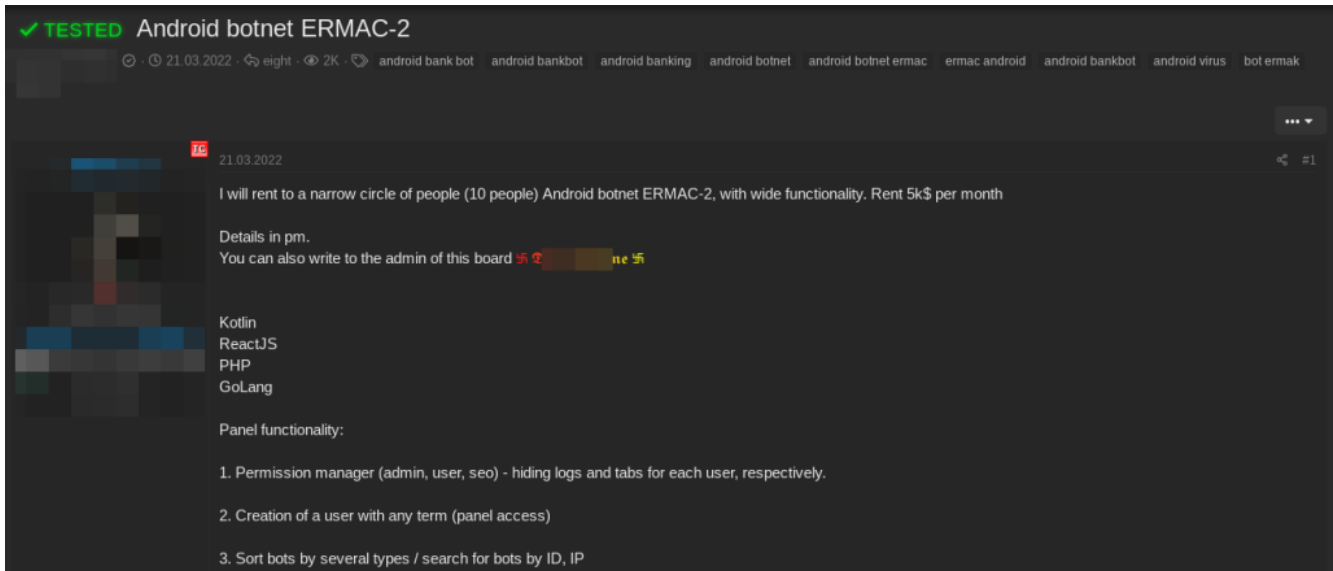 ✓ TESTED Android botnet ERMAC-2
21.03.2022 · eight · 2K · android bank bot android bankbot android banking android botnet android botnet ermac ermac android android bankbot android virus bot ermak
TG
21.03.2022 #1
I will rent to a narrow circle of people (10 people) Android botnet ERMAC-2, with wide functionality. Rent 5k$ per month
Details in pm.
You can also write to the admin of this board 卐 ne 卐
Kotlin
ReactJS
PHP
GoLang
Panel functionality:
1. Permission manager (admin, user, seo) - hiding logs and tabs for each user, respectively.
2. Creation of a user with any term (panel access)
3. Sort bots by several types / search for bots by ID, IP